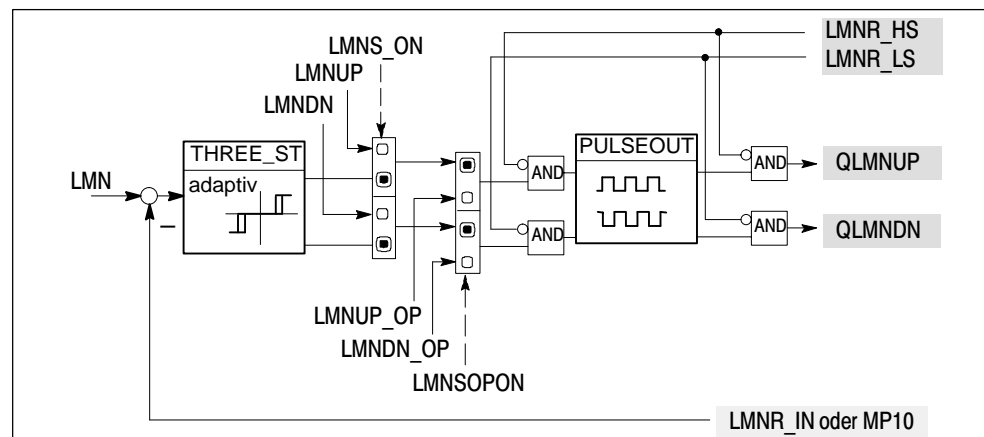 LMNR_HS
LMNR_LS
LMNS_ON
LMNUP
LMNDN
THREE_ST
adaptiv
LMN
PULSEOUT
AND
AND
AND
AND
QLMNUP
QLMNDN
LMNUP_OP
LMNDN_OP
LMNSOPON
LMNR_IN oder MP10